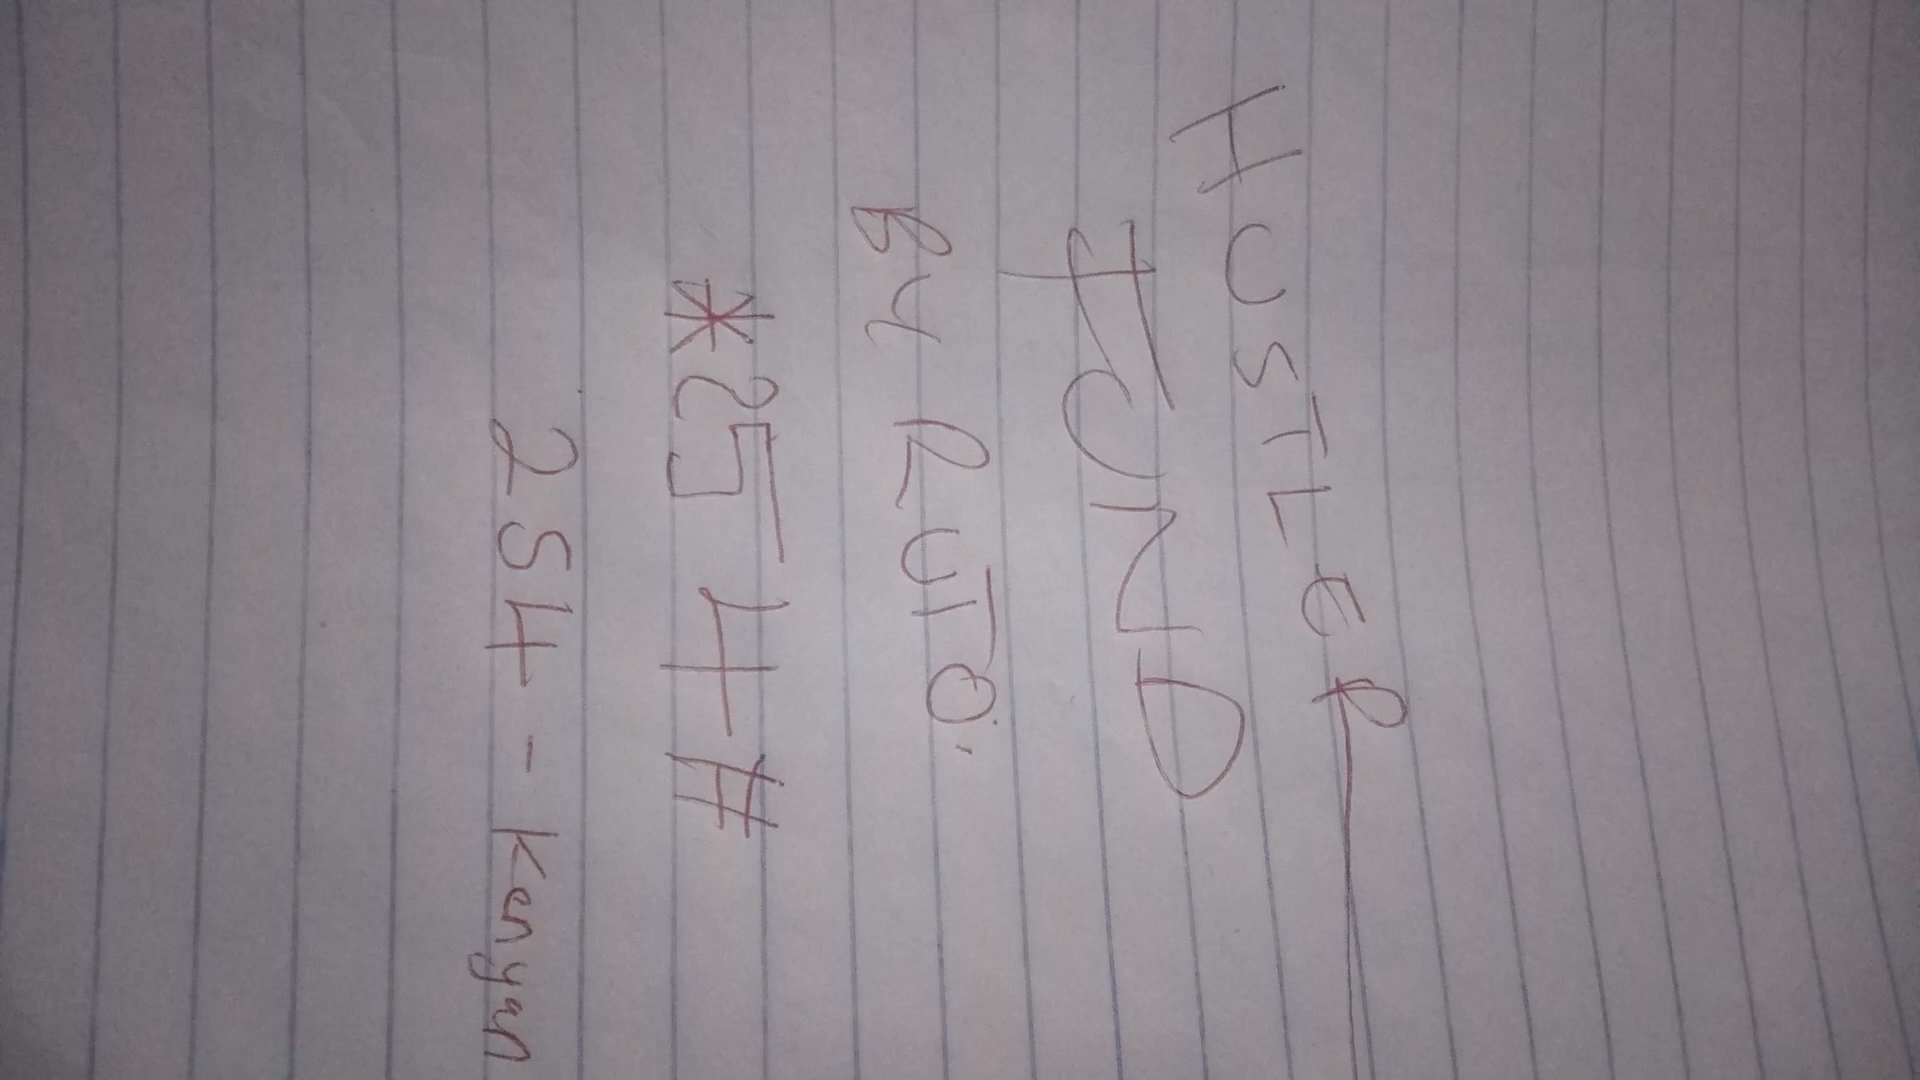 HUSTLER
FUND
By RUTO.
*254#
254 - Kenyan